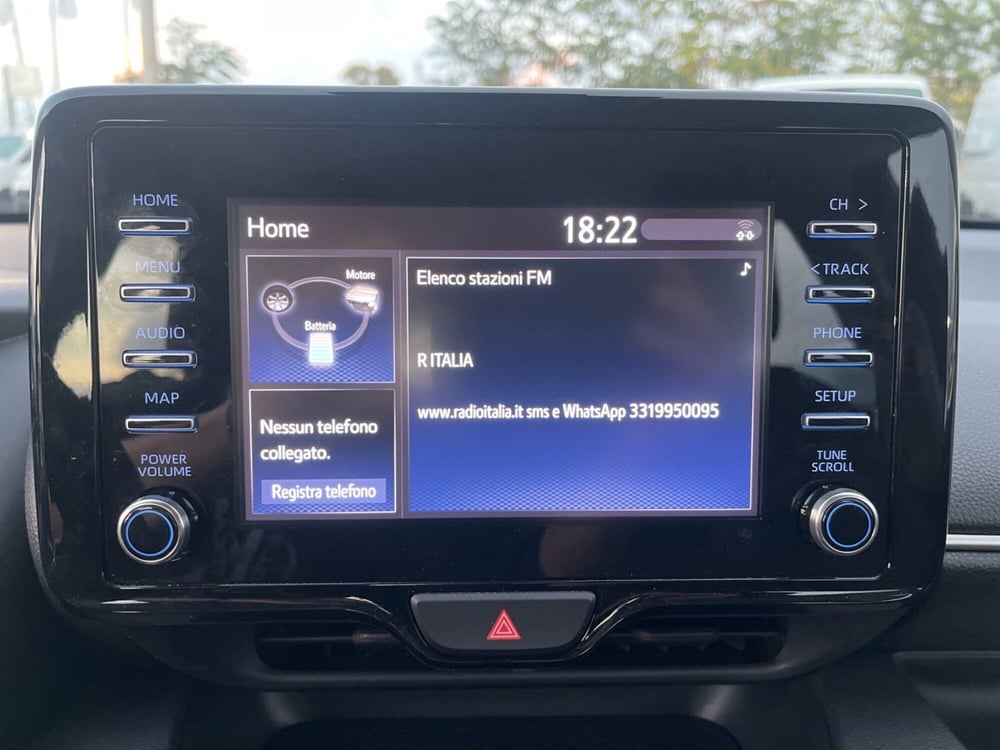 HOME
MENU
AUDIO
MAP
POWER
VOLUME
Home
18:22
Motore
Batteria
Nessun telefono
collegato.
Registra telefono
Elenco stazioni FM
R ITALIA
www.radioitalia.it sms e WhatsApp 3319950095
CH >
< TRACK
PHONE
SETUP
TUNE
SCROLL